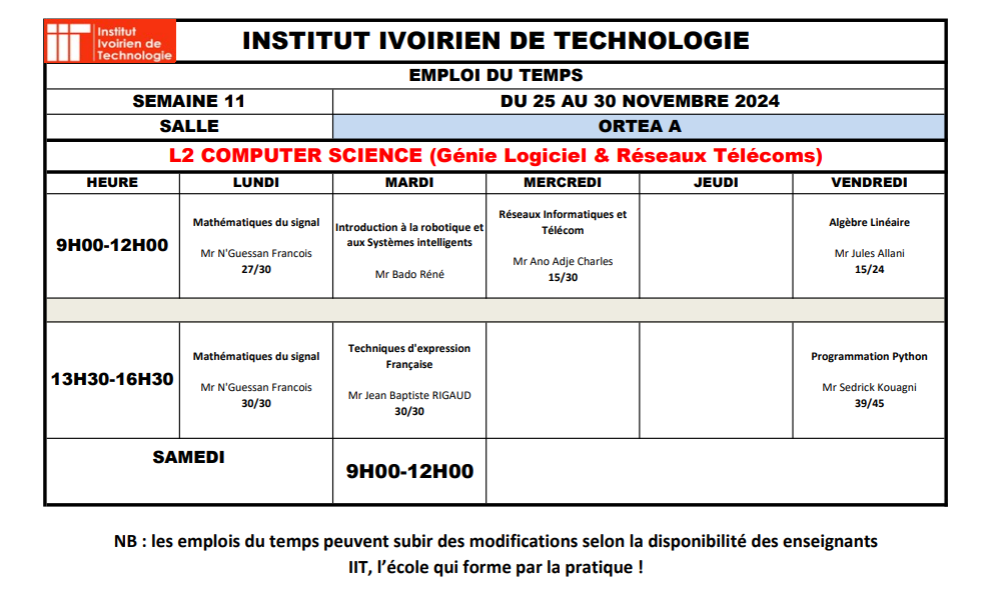 Institut
Ivoirien de
Technologie
INSTITUT IVOIRIEN DE TECHNOLOGIE
EMPLOI DU TEMPS
SEMAINE 11 DU 25 AU 30 NOVEMBRE 2024
SALLE ORTEA A
L2 COMPUTER SCIENCE (Génie Logiciel & Réseaux Télécoms)
HEURE LUNDI MARDI MERCREDI JEUDI VENDREDI
9H00-12H00
Mathématiques du signal
Mr N'Guessan Francois
27/30
Introduction à la robotique et
aux Systèmes intelligents
Mr Bado Réné
Réseaux Informatiques et
Télécom
Mr Ano Adje Charles
15/30
Algèbre Linéaire
Mr Jules Allani
15/24
13H30-16H30
Mathématiques du signal
Mr N'Guessan Francois
30/30
Techniques d'expression
Française
Mr Jean Baptiste RIGAUD
30/30
Programmation Python
Mr Sedrick Kouagni
39/45
SAMEDI
9H00-12H00
NB : les emplois du temps peuvent subir des modifications selon la disponibilité des enseignants
IIT, l’école qui forme par la pratique !